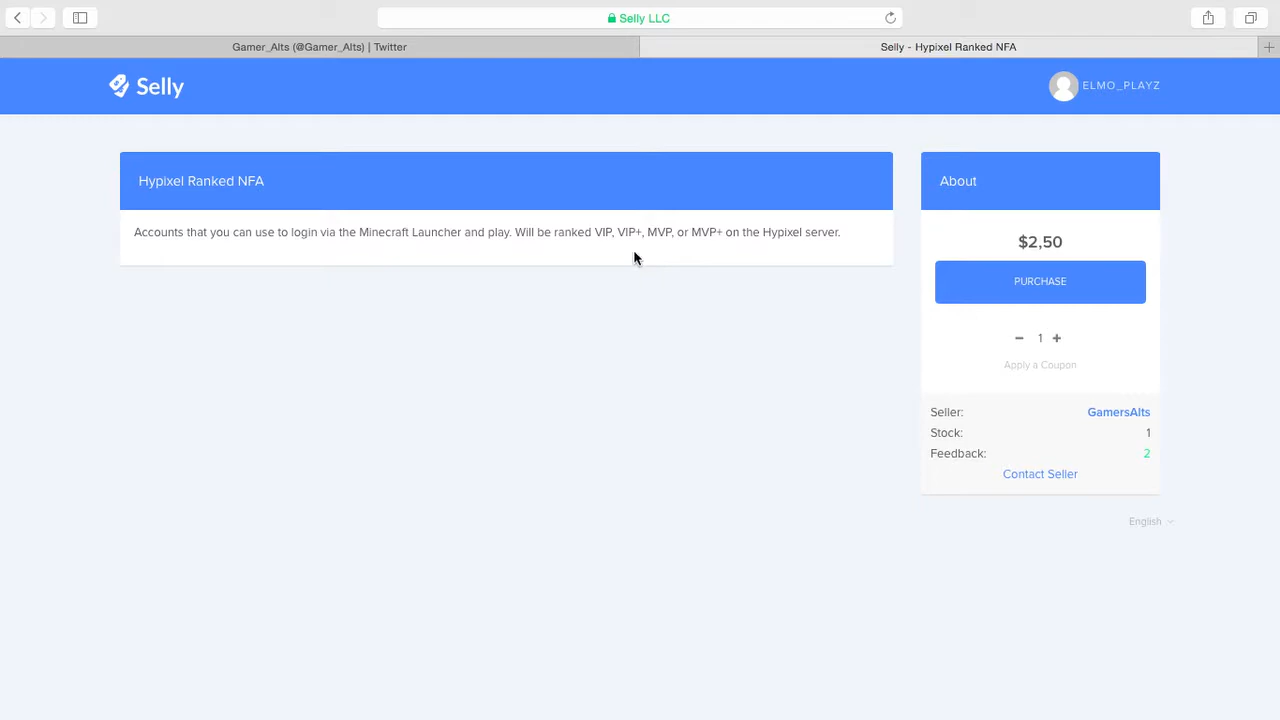 Selly LLC
Gamer_Alts (@Gamer_Alts) | Twitter
Selly - Hypixel Ranked NFA
Selly
ELMO_PLAYZ
Hypixel Ranked NFA
Accounts that you can use to login via the Minecraft Launcher and play. Will be ranked VIP, VIP+, MVP, or MVP+ on the Hypixel server.
About
$2,50
PURCHASE
1
Apply a Coupon
Seller: GamersAlts
Stock: 1
Feedback: 2
Contact Seller
English